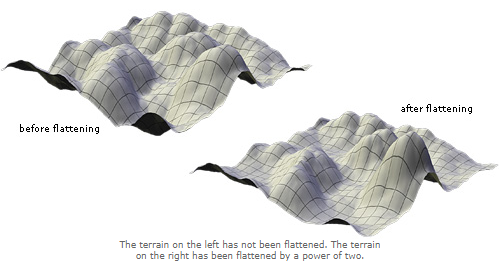 after flattening
before flattening
The terrain on the left has not been flattened. The terrain
on the right has been flattened by a power of two.